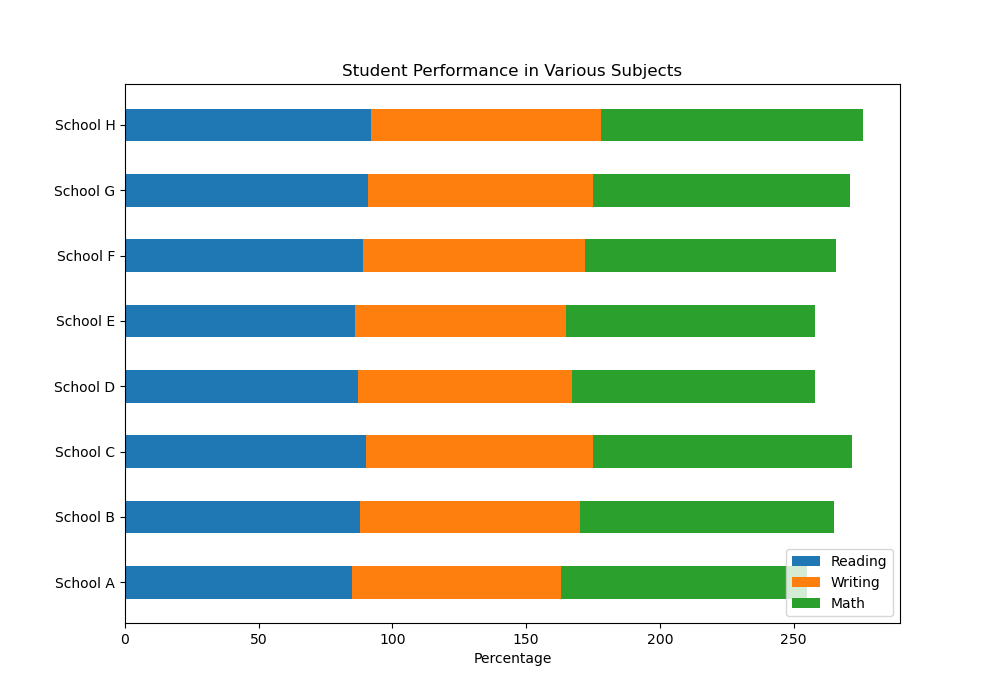 Student Performance in Various Subjects
School H
School G
School F
School E
School D
School C
School B
School A
Reading
Writing
Math
0 50 100 150 200 250
Percentage